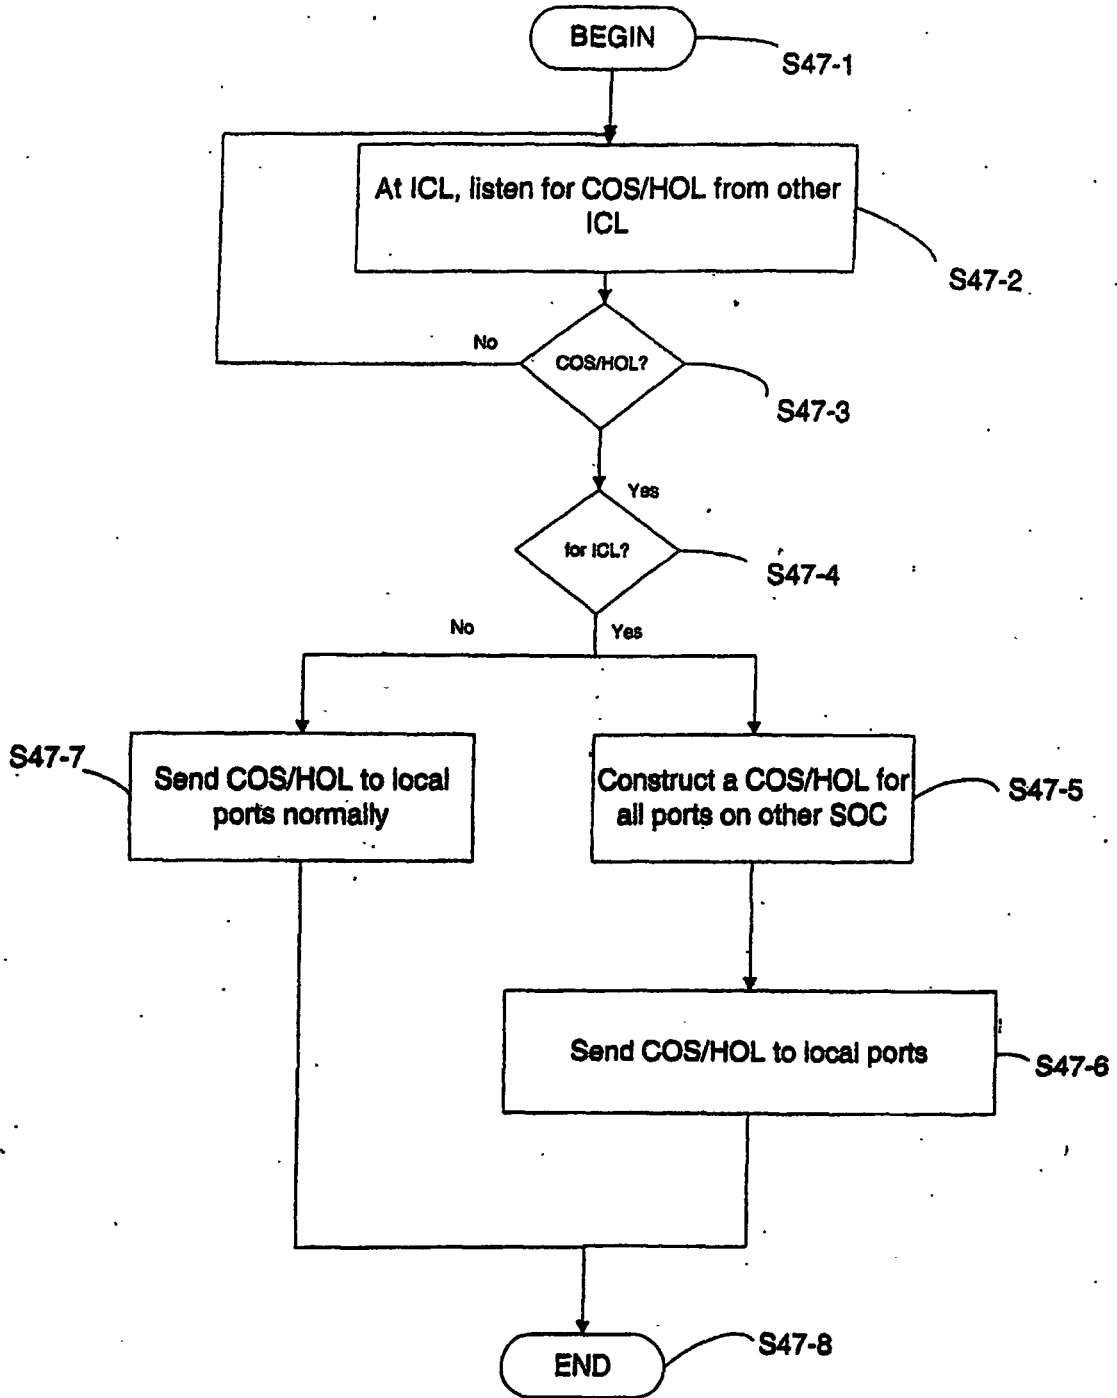 BEGIN
S47-1
At ICL, listen for COS/HOL from other
ICL
S47-2
No
COS/HOL?
S47-3
Yes
for ICL?
S47-4
No
Yes
S47-7
Send COS/HOL to local
ports normally
Construct a COS/HOL for
all ports on other SOC
S47-5
Send COS/HOL to local ports
S47-6
END
S47-8